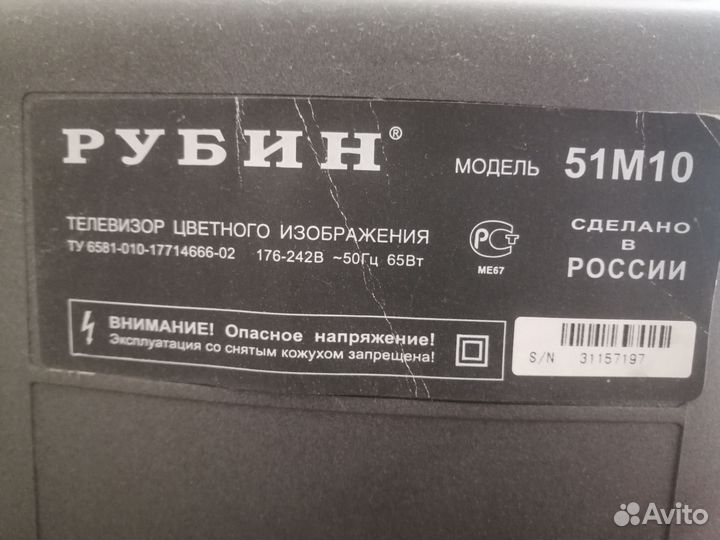 РУБИН®
МОДЕЛЬ 51М10
ТЕЛЕВИЗОР ЦВЕТНОГО ИЗОБРАЖЕНИЯ
ТУ 6581-010-17714666-02 176-242В ~50Гц 65Вт
РСТ
МЕ67
СДЕЛАНО
В
РОССИИ
ВНИМАНИЕ! Опасное напряжение!
Эксплуатация со снятым кожухом запрещена!
S/N 31157197
Avito